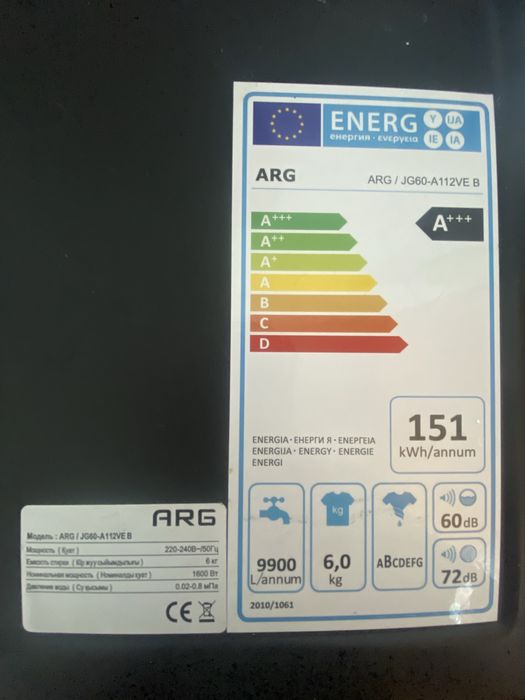 ENERG Y IJA
енергия · ενεργεια IE IA
ARG ARG / JG60-A112VE B
A+++ A+++
A++
A+
A
B
C
D
151
kWh/annum
ENERGIA · ЕНЕРГИ Я · ΕΝΕΡΓΕΙΑ
ENERGIJA · ENERGY · ENERGIE
ENERGI
kg
9900
L/annum
6,0
kg
ABCDEFG
60dB
72dB
2010/1061
ARG
Модель : ARG / JG60-A112VE B
Мощность ( Қуат ) 220-240В~/50Гц
Емкость стирки ( Кір жуу сыйымдылығы ) 6 кг
Номинальная мощность ( Номиналды қуат ) 1600 Вт
Давление воды ( Су қысымы ) 0.02-0.8 мПа
CE